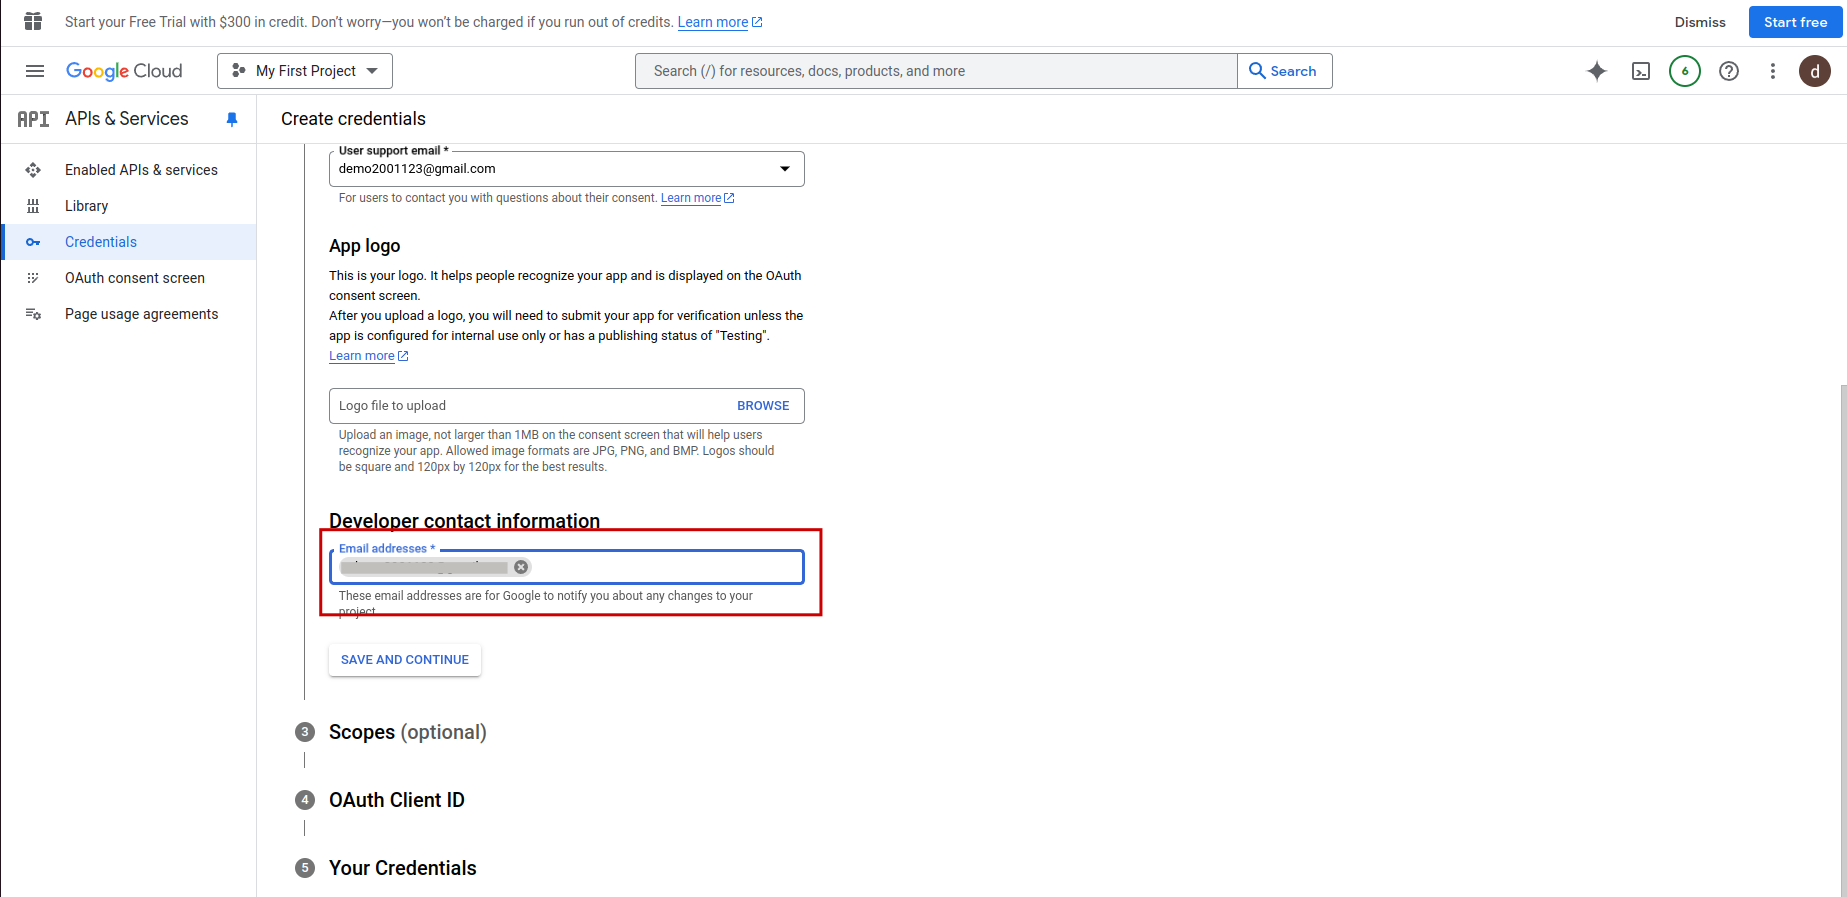 Start your Free Trial with $300 in credit. Don't worry—you won't be charged if you run out of credits. Learn more
Dismiss
Start free
Google Cloud
My First Project
Search (/) for resources, docs, products, and more
Search
6
d
API
APIs & Services
Create credentials
Enabled APIs & services
Library
Credentials
OAuth consent screen
Page usage agreements
User support email *
demo2001123@gmail.com
For users to contact you with questions about their consent. Learn more
App logo
This is your logo. It helps people recognize your app and is displayed on the OAuth
consent screen.
After you upload a logo, you will need to submit your app for verification unless the
app is configured for internal use only or has a publishing status of "Testing".
Learn more
Logo file to upload
BROWSE
Upload an image, not larger than 1MB on the consent screen that will help users
recognize your app. Allowed image formats are JPG, PNG, and BMP. Logos should
be square and 120px by 120px for the best results.
Developer contact information
Email addresses *
These email addresses are for Google to notify you about any changes to your
project.
SAVE AND CONTINUE
3 Scopes (optional)
4 OAuth Client ID
5 Your Credentials